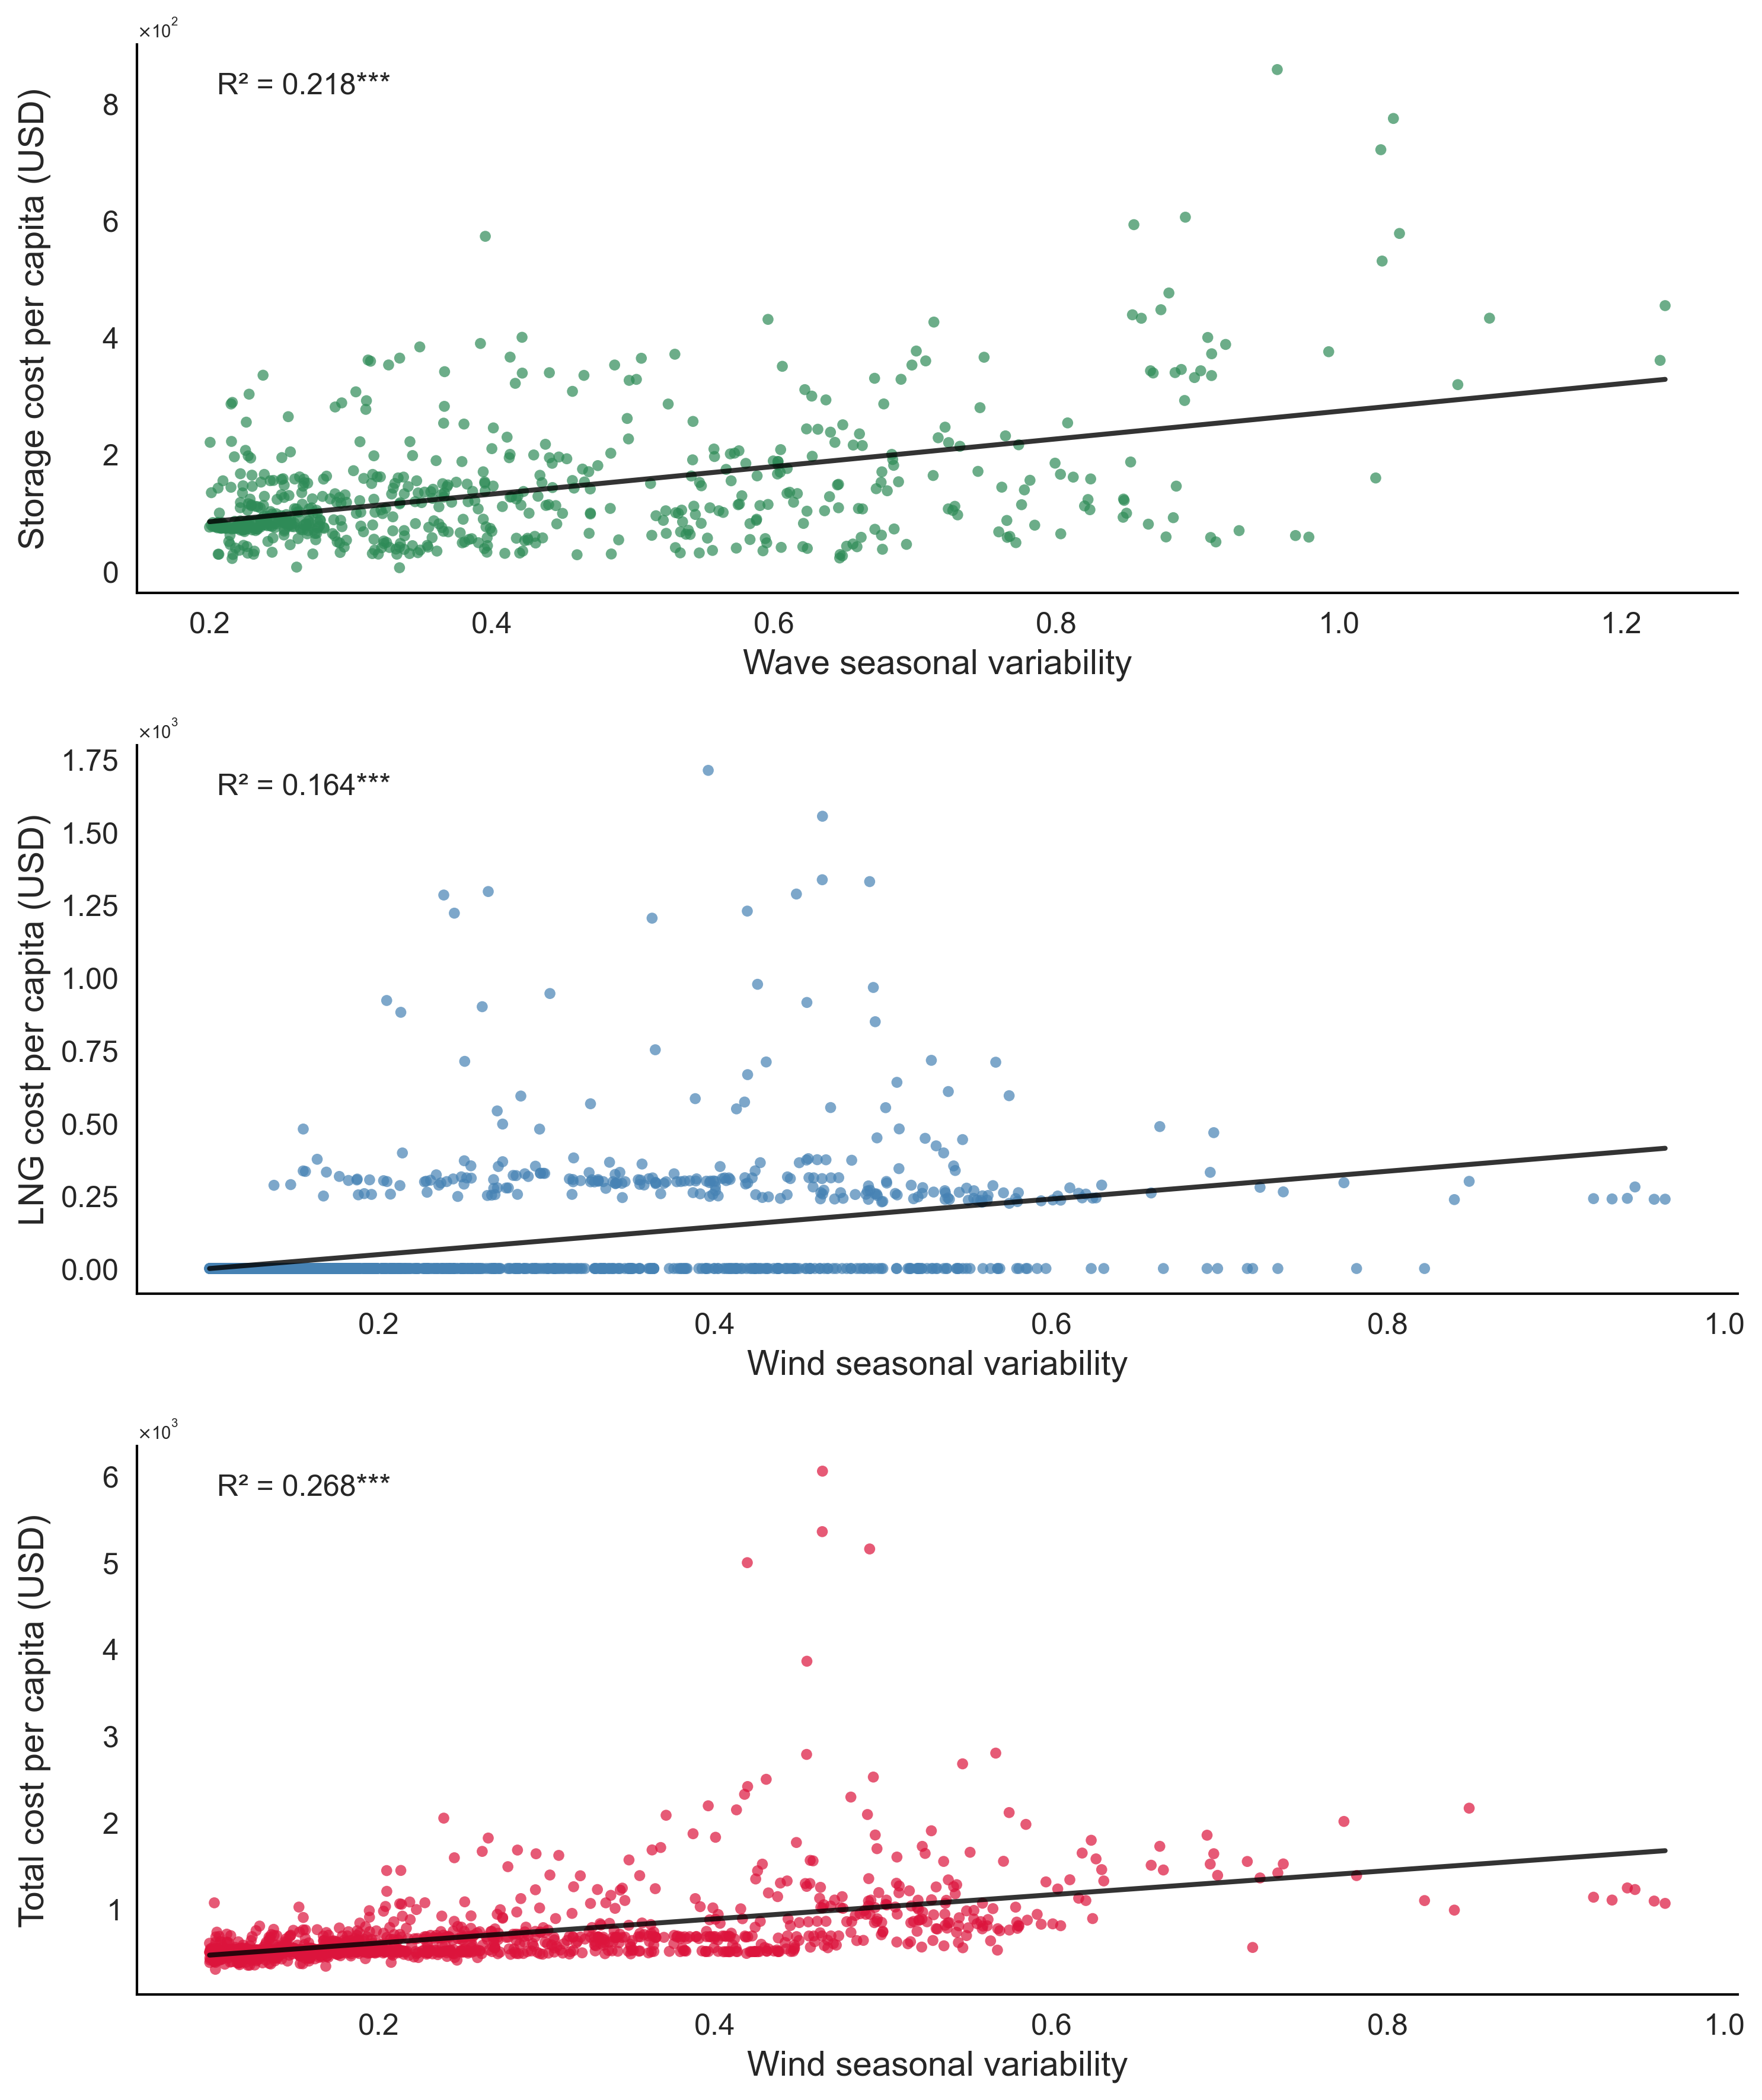 ×10²
R² = 0.218***
Storage cost per capita (USD)
8
6
4
2
0
0.2 0.4 0.6 0.8 1.0 1.2
Wave seasonal variability
×10³
R² = 0.164***
LNG cost per capita (USD)
1.75
1.50
1.25
1.00
0.75
0.50
0.25
0.00
0.2 0.4 0.6 0.8 1.0
Wind seasonal variability
×10³
R² = 0.268***
Total cost per capita (USD)
6
5
4
3
2
1
0.2 0.4 0.6 0.8 1.0
Wind seasonal variability